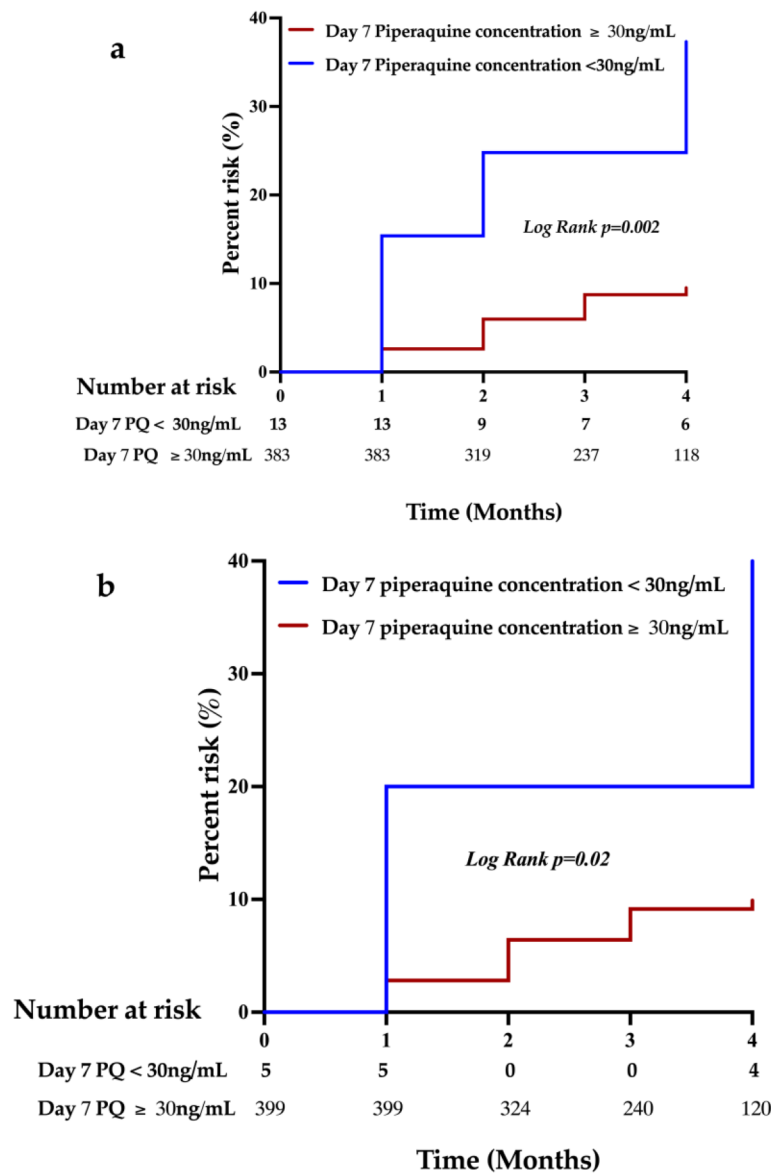 a
40
30
20
10
0
Percent risk (%)
Day 7 Piperaquine concentration ≥ 30ng/mL
Day 7 Piperaquine concentration <30ng/mL
Log Rank p=0.002
Number at risk
0 1 2 3 4
Day 7 PQ < 30ng/mL 13 13 9 7 6
Day 7 PQ ≥ 30ng/mL 383 383 319 237 118
Time (Months)
b
40
30
20
10
0
Percent risk (%)
Day 7 piperaquine concentration < 30ng/mL
Day 7 piperaquine concentration ≥ 30ng/mL
Log Rank p=0.02
Number at risk
0 1 2 3 4
Day 7 PQ < 30ng/mL 5 5 0 0 4
Day 7 PQ ≥ 30ng/mL 399 399 324 240 120
Time (Months)